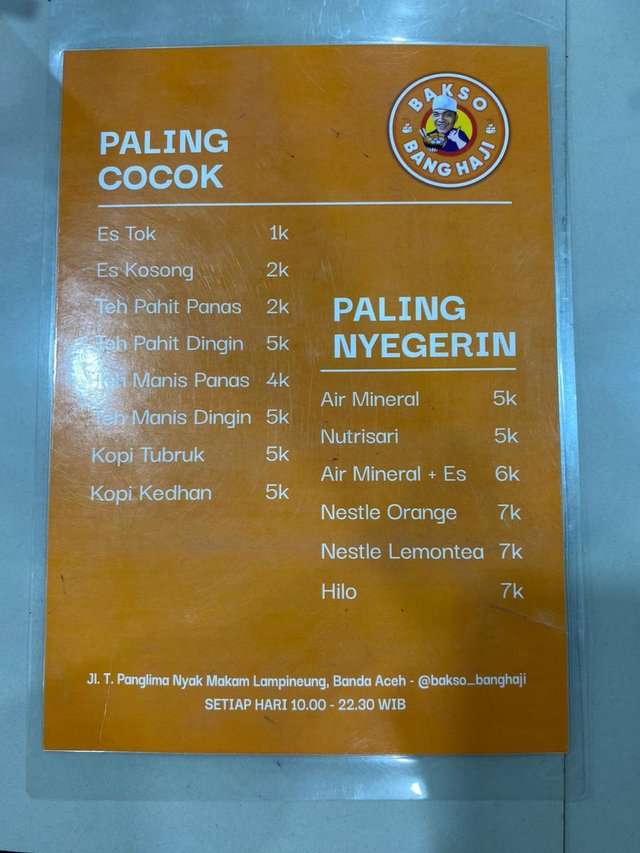 BAKSO
BANG HAJI
PALING
COCOK
Es Tok 1k
Es Kosong 2k
Teh Pahit Panas 2k
Teh Pahit Dingin 5k
Teh Manis Panas 4k
Teh Manis Dingin 5k
Kopi Tubruk 5k
Kopi Kedhan 5k
PALING
NYEGERIN
Air Mineral 5k
Nutrisari 5k
Air Mineral + Es 6k
Nestle Orange 7k
Nestle Lemontea 7k
Hilo 7k
Jl. T. Panglima Nyak Makam Lampineung, Banda Aceh - @bakso_banghaji
SETIAP HARI 10.00 - 22.30 WIB